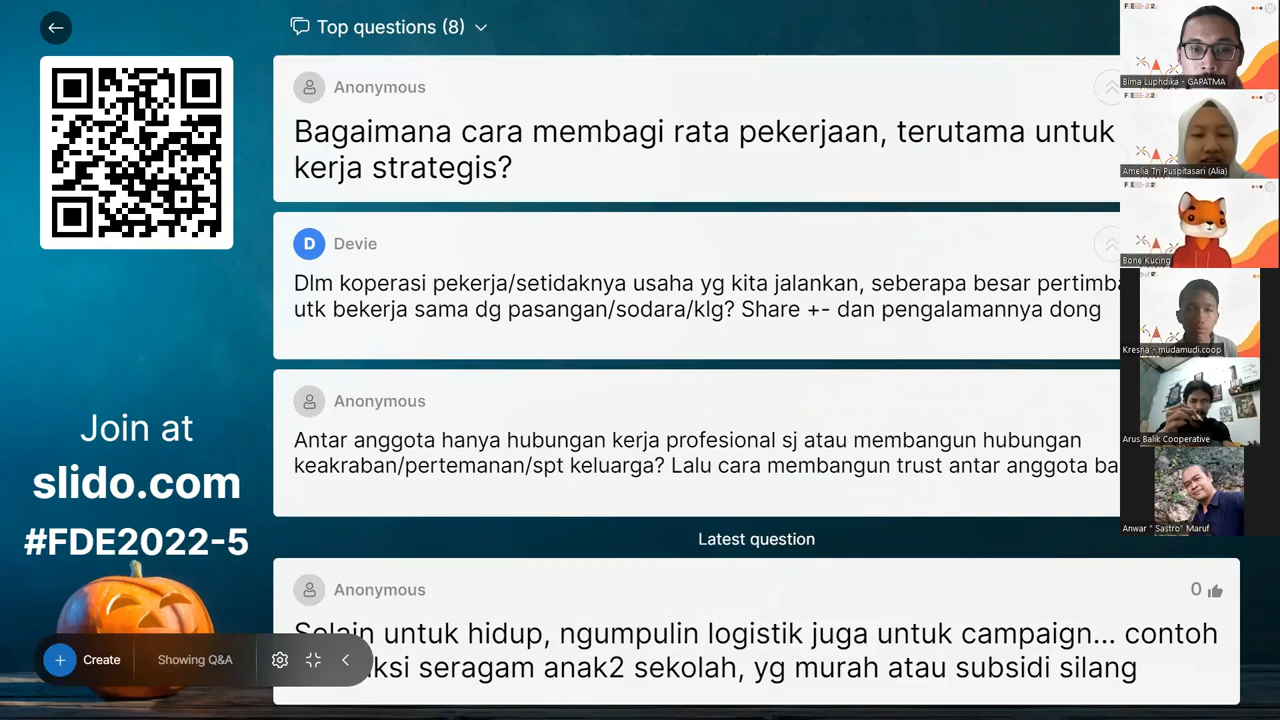 Top questions (8)
Anonymous
Bagaimana cara membagi rata pekerjaan, terutama untuk
kerja strategis?
D Devie
Dlm koperasi pekerja/setidaknya usaha yg kita jalankan, seberapa besar
utk bekerja sama dg pasangan/sodara/klg? Share +- dan pengalamannya dong
Anonymous
Antar anggota hanya hubungan kerja profesional sj atau membangun hubungan
keakraban/pertemanan/spt keluarga? Lalu cara membangun trust antar anggota
Latest question
Anonymous
0
Selain untuk hidup, ngumpulin logistik juga untuk campaign... contoh
seragam anak2 sekolah, yg murah atau subsidi silang
Join at
slido.com
#FDE2022-5
Create
Showing Q&A
Bima Luphdika - GAPATMA
Amelia Tri Puspitasari (Alia)
Bone Kucing
Kresna - mudamudi.coop
Arus Balik Cooperative
Anwar " Sastro" Maruf